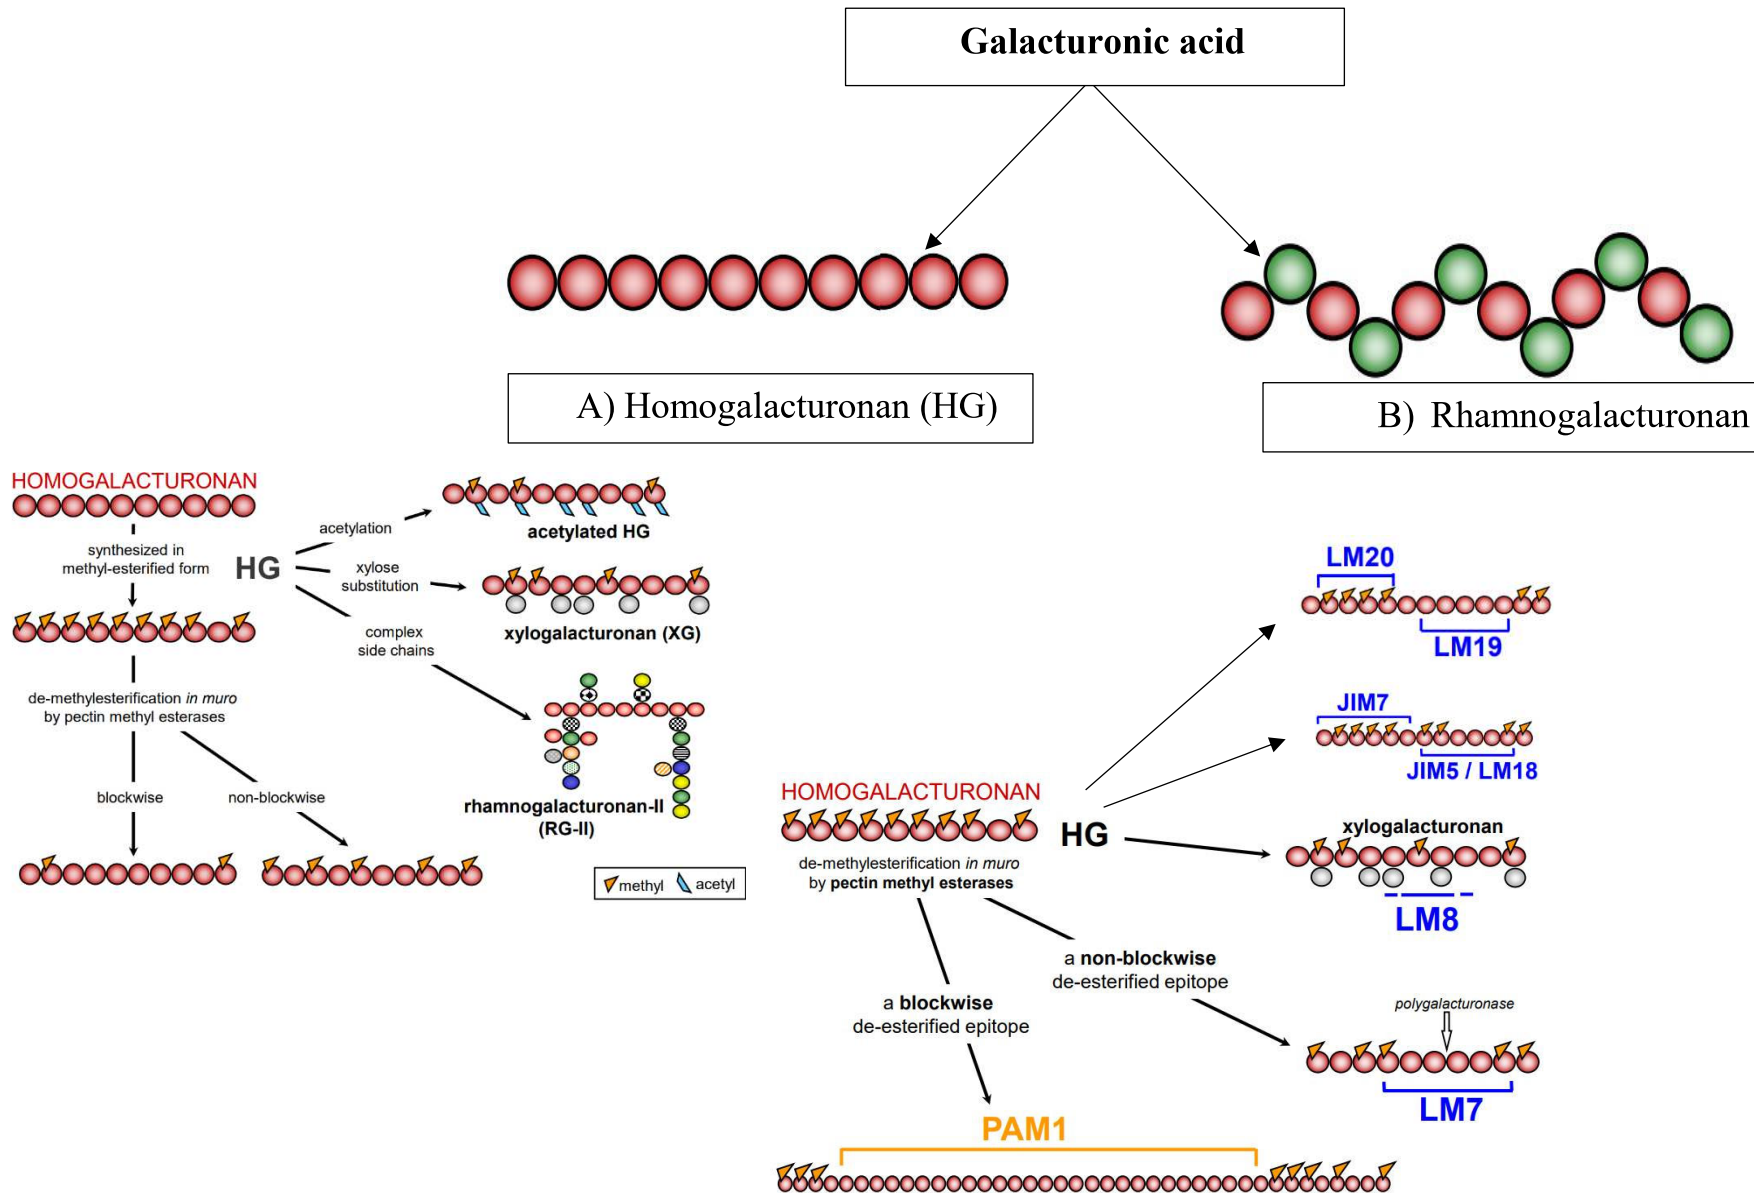 Galacturonic acid
A) Homogalacturonan (HG)
B) Rhamnogalacturonan
HOMOGALACTURONAN
synthesized in
methyl-esterified form
de-methylesterification in muro
by pectin methyl esterases
blockwise
non-blockwise
HG
acetylation
acetylated HG
xylose
substitution
xylogalacturonan (XG)
complex
side chains
rhamnogalacturonan-II
(RG-II)
methyl
acetyl
HOMOGALACTURONAN
de-methylesterification in muro
by pectin methyl esterases
HG
LM20
LM19
JIM7
JIM5 / LM18
xylogalacturonan
LM8
a non-blockwise
de-esterified epitope
a blockwise
de-esterified epitope
polygalacturonase
LM7
PAM1